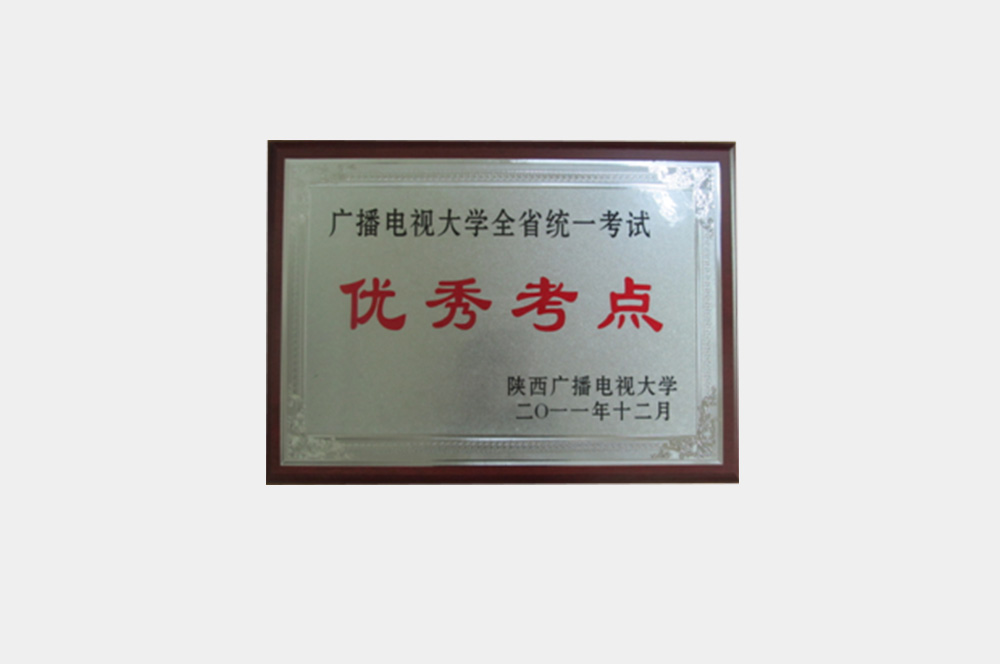 广播电视大学全省统一考试
优秀考点
陕西广播电视大学
二〇一一年十二月